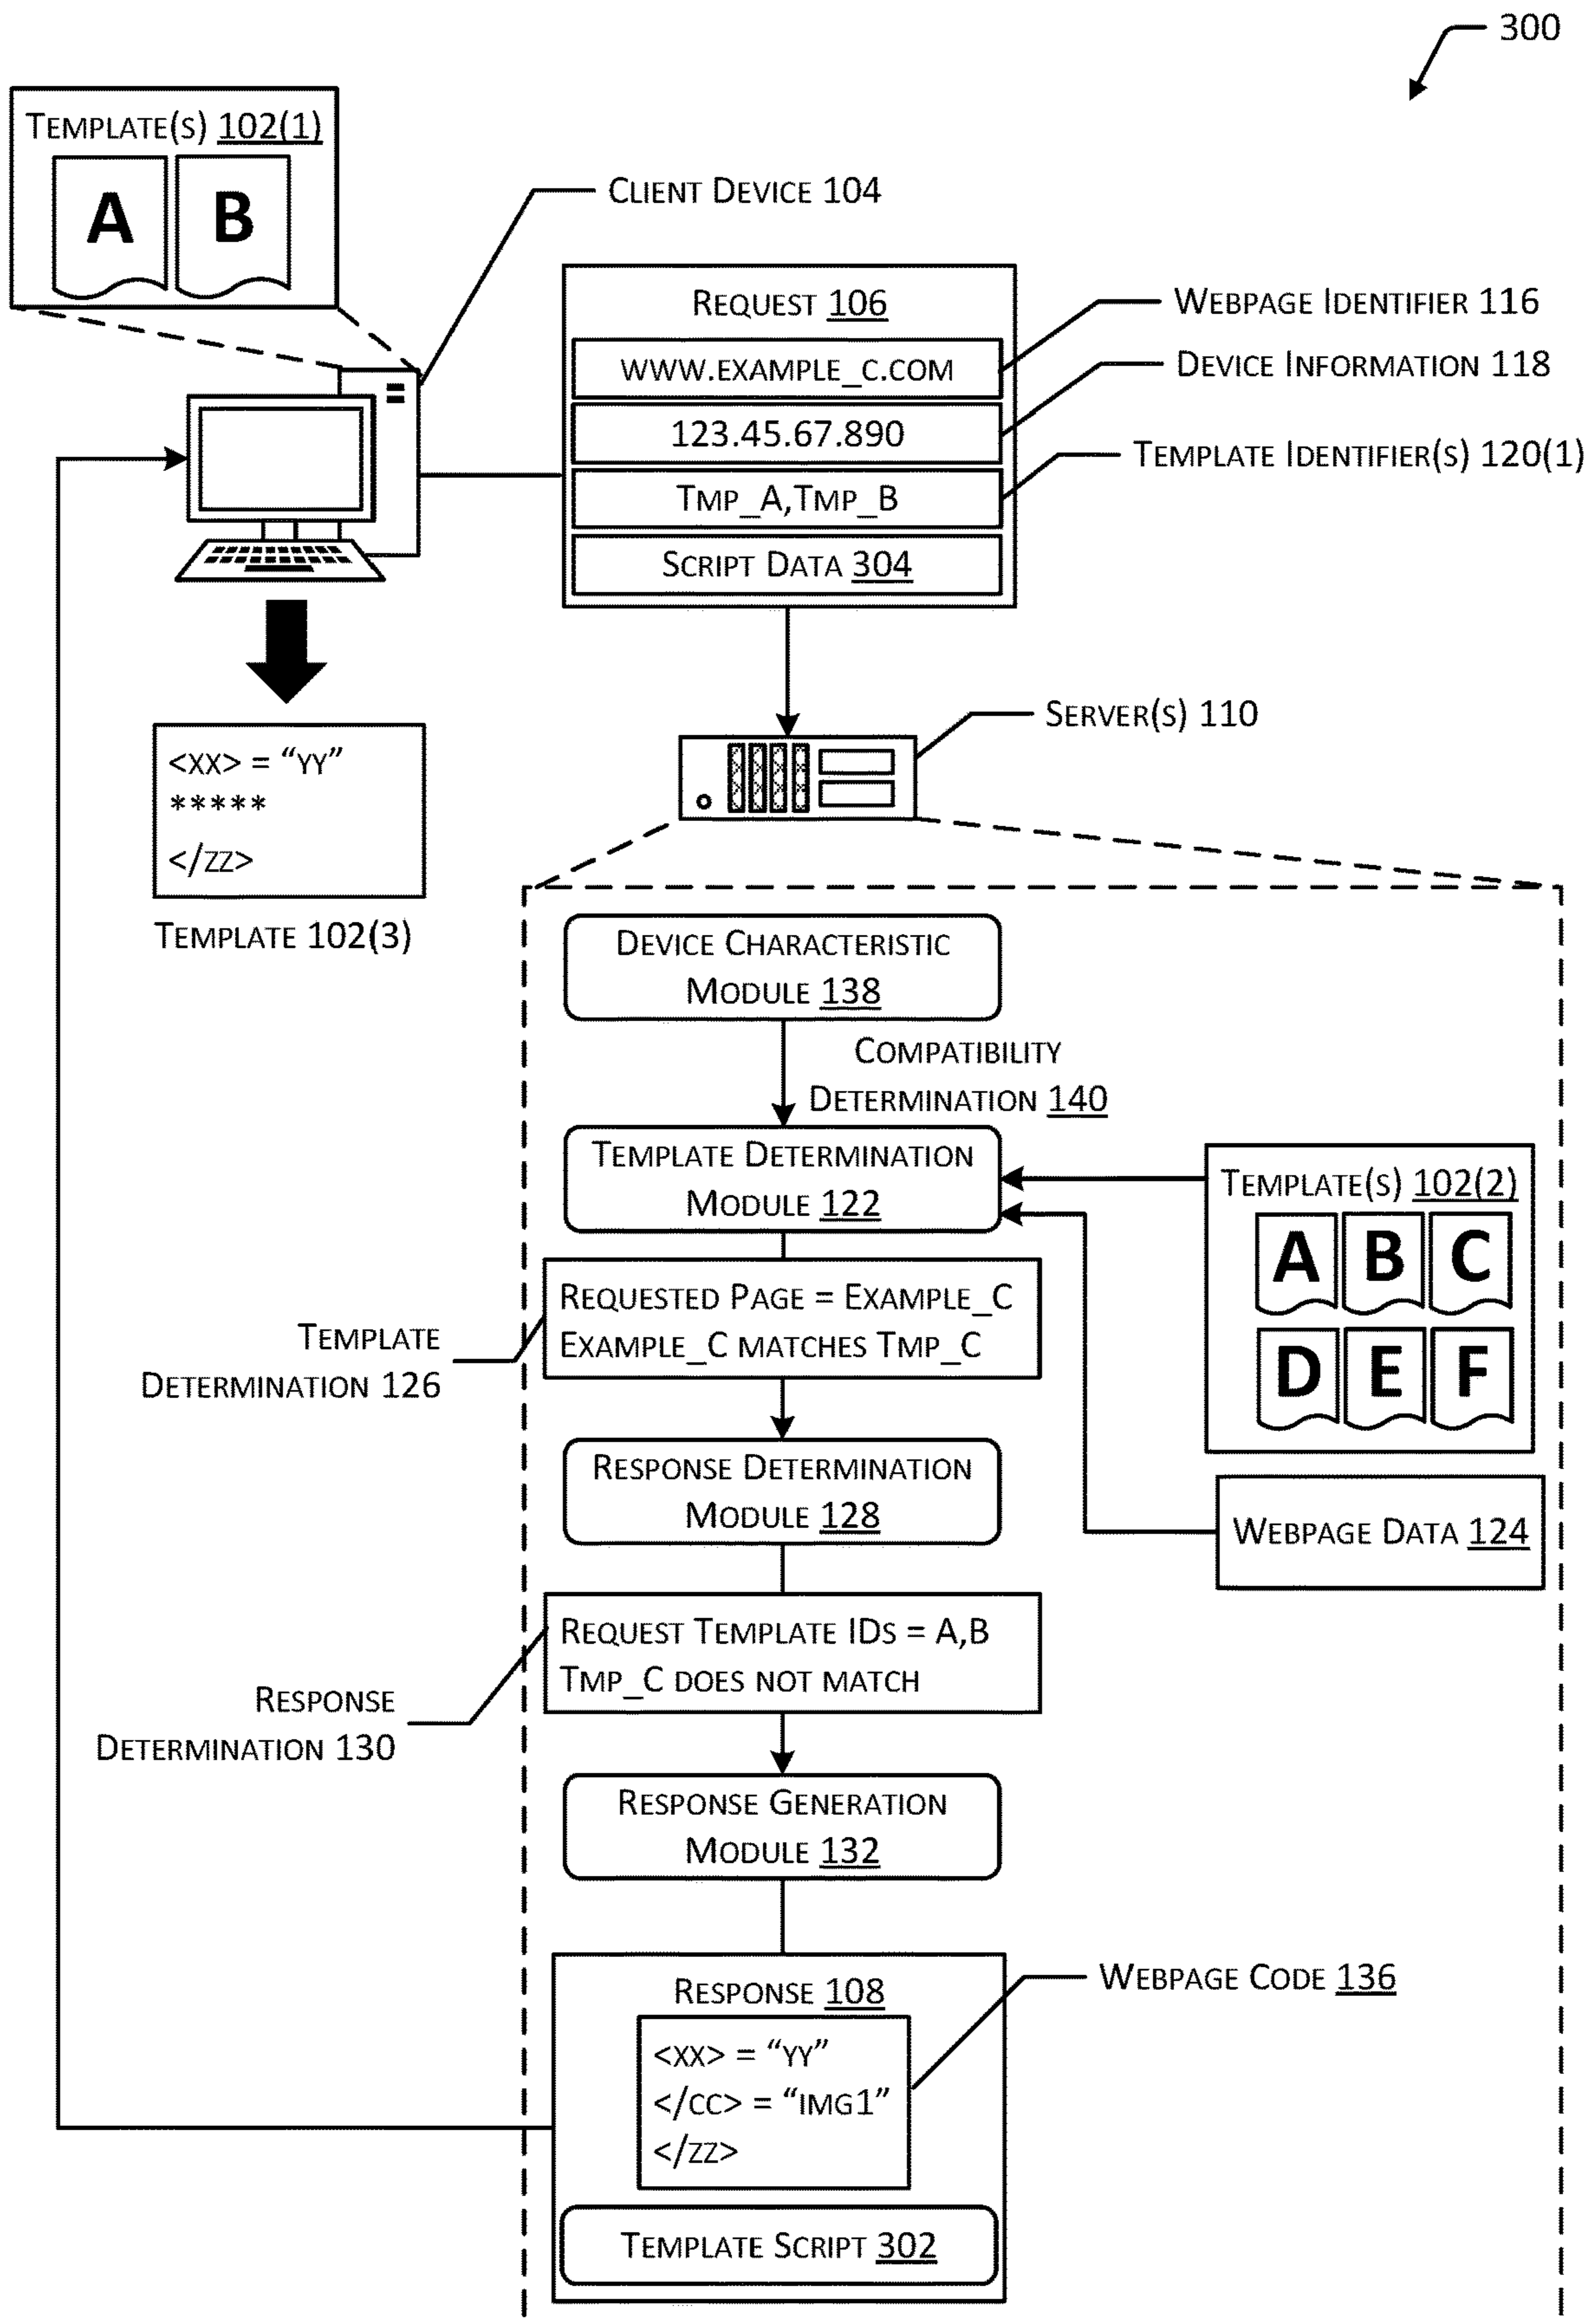 300
Template(s) 102(1)
A B
Client Device 104
Request 106
www.example_c.com
123.45.67.890
Tmp_A,Tmp_B
Script Data 304
Webpage Identifier 116
Device Information 118
Template Identifier(s) 120(1)
Server(s) 110
<xx> = “yy”
*****
</zz>
Template 102(3)
Device Characteristic
Module 138
Compatibility
Determination 140
Template Determination
Module 122
Template(s) 102(2)
A B C
D E F
Requested Page = Example_C
Example_C matches Tmp_C
Template
Determination 126
Response Determination
Module 128
Webpage Data 124
Request Template IDs = A,B
Tmp_C does not match
Response
Determination 130
Response Generation
Module 132
Response 108
Webpage Code 136
<xx> = “yy”
</cc> = “img1”
</zz>
Template Script 302